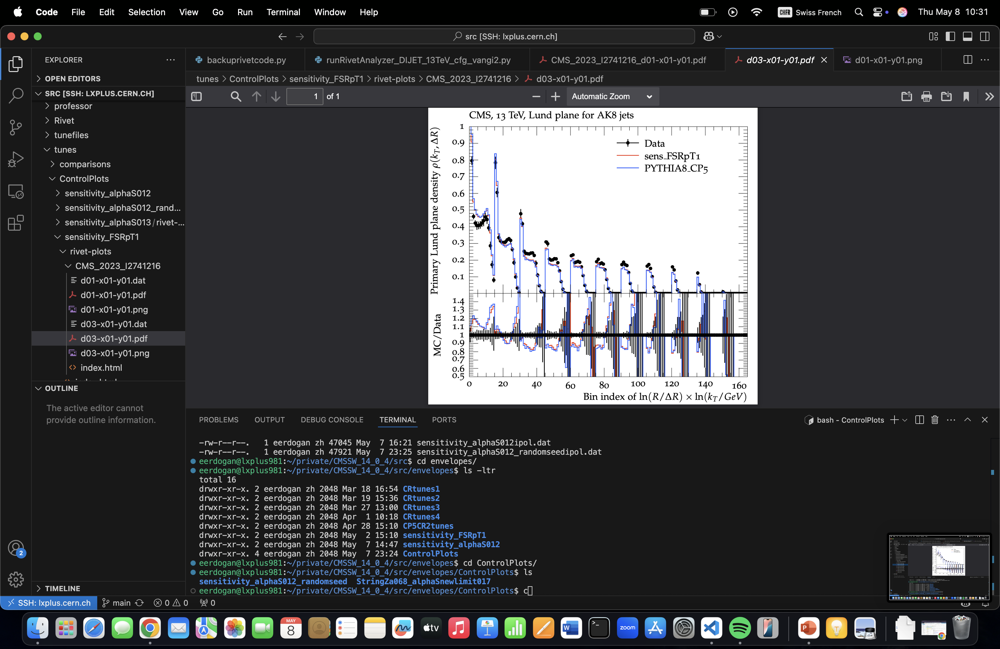 Code File Edit Selection View Go Run Terminal Window Help CHFR Swiss French Thu May 8 10:31
src [SSH: lxplus.cern.ch]
EXPLORER
backuprivetcode.py runRivetAnalyzer_DIJET_13TeV_cfg_vangi2.py CMS_2023_I2741216_d01-x01-y01.pdf d03-x01-y01.pdf d01-x01-y01.png
OPEN EDITORS
tunes > ControlPlots > sensitivity_FSRpT1 > rivet-plots > CMS_2023_I2741216 > d03-x01-y01.pdf
SRC [SSH: LXPLUS.CERN.CH]
1 of 1 Automatic Zoom
professor
Rivet
tunefiles
tunes
comparisons
ControlPlots
sensitivity_alphaS012
sensitivity_alphaS012_rand...
sensitivity_alphaS013/rivet-...
sensitivity_FSRpT1
rivet-plots
CMS_2023_I2741216
d01-x01-y01.dat
d01-x01-y01.pdf
d01-x01-y01.png
d03-x01-y01.dat
d03-x01-y01.pdf
d03-x01-y01.png
index.html
OUTLINE
The active editor cannot
provide outline information.
TIMELINE
CMS, 13 TeV, Lund plane for AK8 jets
Primary Lund plane density ρ(k_T, ΔR)
1
0.9
0.8
0.7
0.6
0.5
0.4
0.3
0.2
0.1
Data
sens_FSRpT1
PYTHIA8_CP5
MC/Data
1.4
1.3
1.2
1.1
1
0.9
0.8
0.7
0.6
0.5
0 20 40 60 80 100 120 140 160
Bin index of ln(R/ΔR) × ln(k_T/GeV)
PROBLEMS OUTPUT DEBUG CONSOLE TERMINAL PORTS bash - ControlPlots
-rw-r--r--. 1 eerdogan zh 47045 May 7 16:21 sensitivity_alphaS012ipol.dat
-rw-r--r--. 1 eerdogan zh 47921 May 7 23:25 sensitivity_alphaS012_randomseedipol.dat
eerdogan@lxplus981:~/private/CMSSW_14_0_4/src$ cd envelopes/
eerdogan@lxplus981:~/private/CMSSW_14_0_4/src/envelopes$ ls -ltr
total 16
drwxr-xr-x. 2 eerdogan zh 2048 Mar 18 16:54 CRtunes1
drwxr-xr-x. 2 eerdogan zh 2048 Mar 19 15:36 CRtunes2
drwxr-xr-x. 2 eerdogan zh 2048 Mar 27 13:00 CRtunes3
drwxr-xr-x. 2 eerdogan zh 2048 Apr 1 10:18 CRtunes4
drwxr-xr-x. 2 eerdogan zh 2048 Apr 28 15:10 CP5CR2tunes
drwxr-xr-x. 2 eerdogan zh 2048 May 2 15:10 sensitivity_FSRpT1
drwxr-xr-x. 2 eerdogan zh 2048 May 7 14:47 sensitivity_alphaS012
drwxr-xr-x. 4 eerdogan zh 2048 May 7 23:24 ControlPlots
eerdogan@lxplus981:~/private/CMSSW_14_0_4/src/envelopes$ cd ControlPlots/
eerdogan@lxplus981:~/private/CMSSW_14_0_4/src/envelopes/ControlPlots$ ls
sensitivity_alphaS012_randomseed StringZa068_alphaSnewlimit017
eerdogan@lxplus981:~/private/CMSSW_14_0_4/src/envelopes/ControlPlots$ c
2
SSH: lxplus.cern.ch main 0 0 0
MAY
8
tv
W
zoom
P